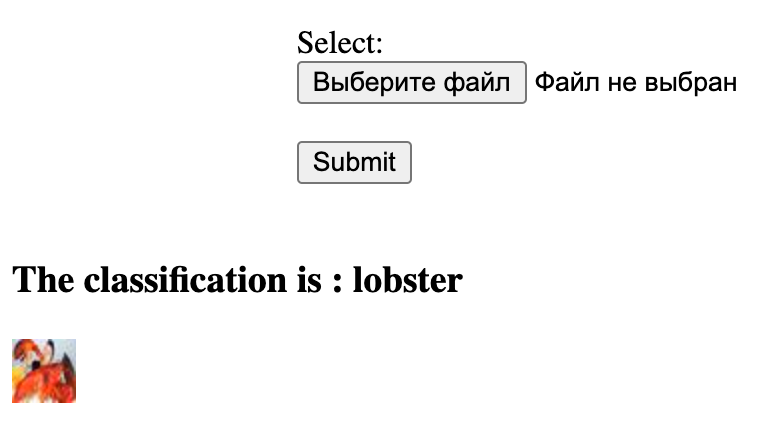 Select:
Выберите файл Файл не выбран
Submit
The classification is : lobster